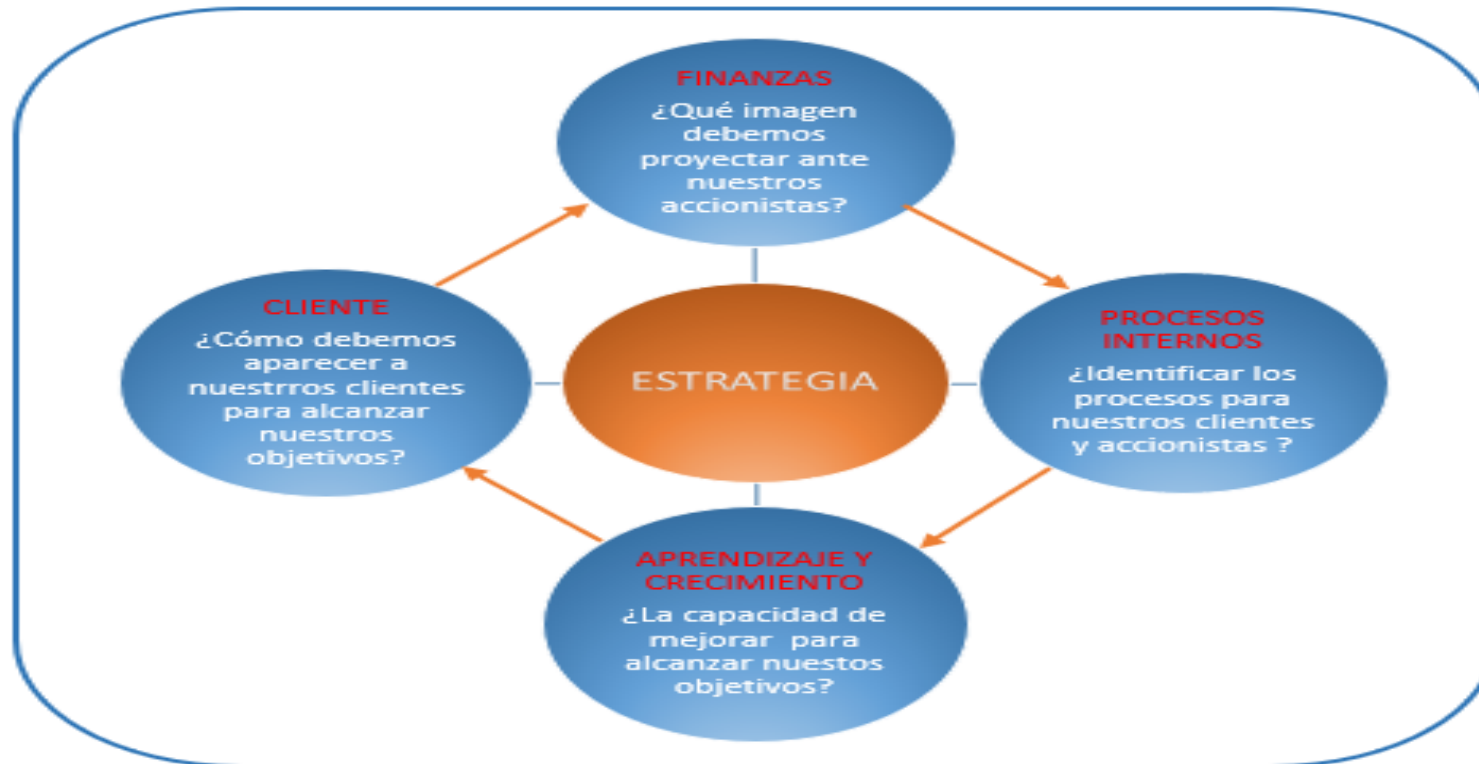 FINANZAS
¿Qué imagen
debemos
proyectar ante
nuestros
accionistas?
CLIENTE
¿Cómo debemos
aparecer a
nuestrros clientes
para alcanzar
nuestros
objetivos?
ESTRATEGIA
PROCESOS
INTERNOS
¿Identificar los
procesos para
nuestros clientes
y accionistas ?
APRENDIZAJE Y
CRECIMIENTO
¿La capacidad de
mejorar para
alcanzar nuestos
objetivos?